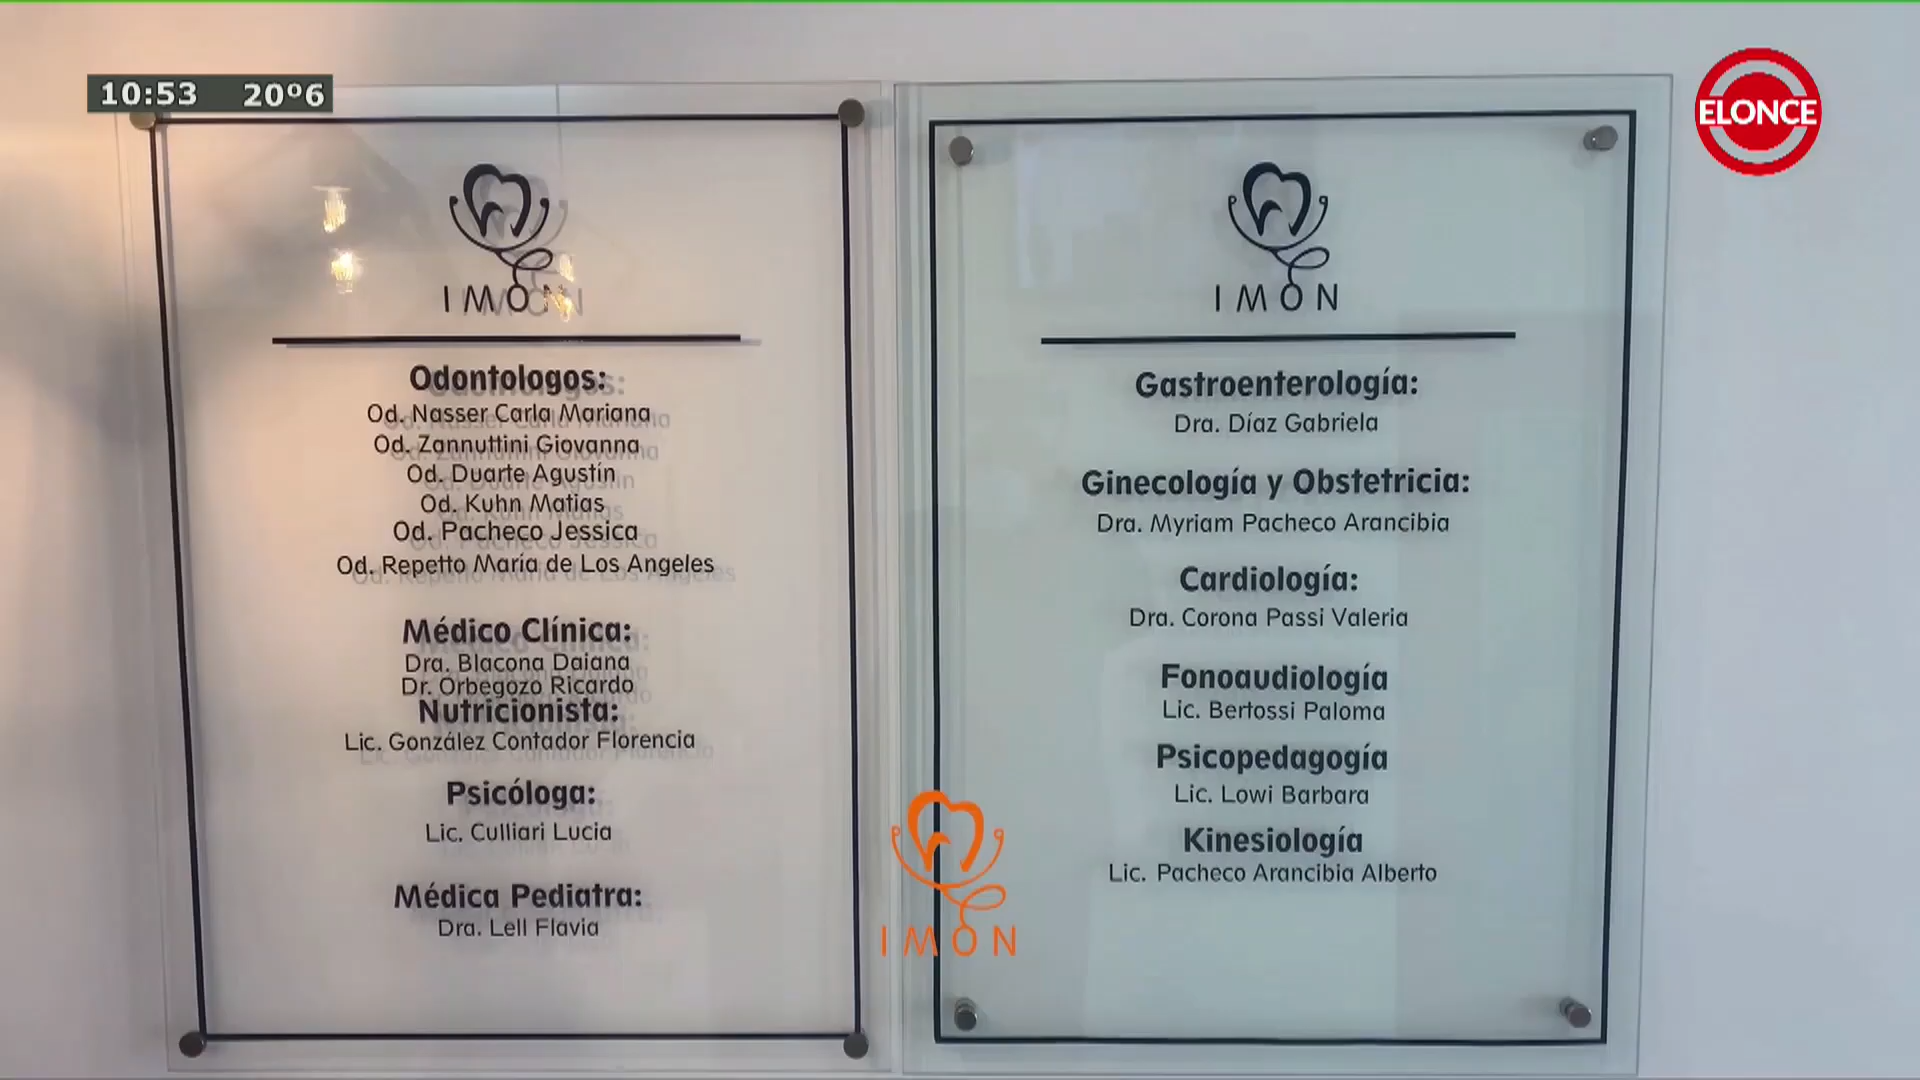 10:53 20º6
ELONCE
IMON
Odontologos:
Od. Nasser Carla Mariana
Od. Zannuttini Giovanna
Od. Duarte Agustín
Od. Kuhn Matias
Od. Pacheco Jessica
Od. Repetto María de Los Angeles
Médico Clínica:
Dra. Blacona Daiana
Dr. Orbegozo Ricardo
Nutricionista:
Lic. González Contador Florencia
Psicóloga:
Lic. Culliari Lucia
Médica Pediatra:
Dra. Lell Flavia
IMON
Gastroenterología:
Dra. Díaz Gabriela
Ginecología y Obstetricia:
Dra. Myriam Pacheco Arancibia
Cardiología:
Dra. Corona Passi Valeria
Fonoaudiología
Lic. Bertossi Paloma
Psicopedagogía
Lic. Lowi Barbara
Kinesiología
Lic. Pacheco Arancibia Alberto
IMON